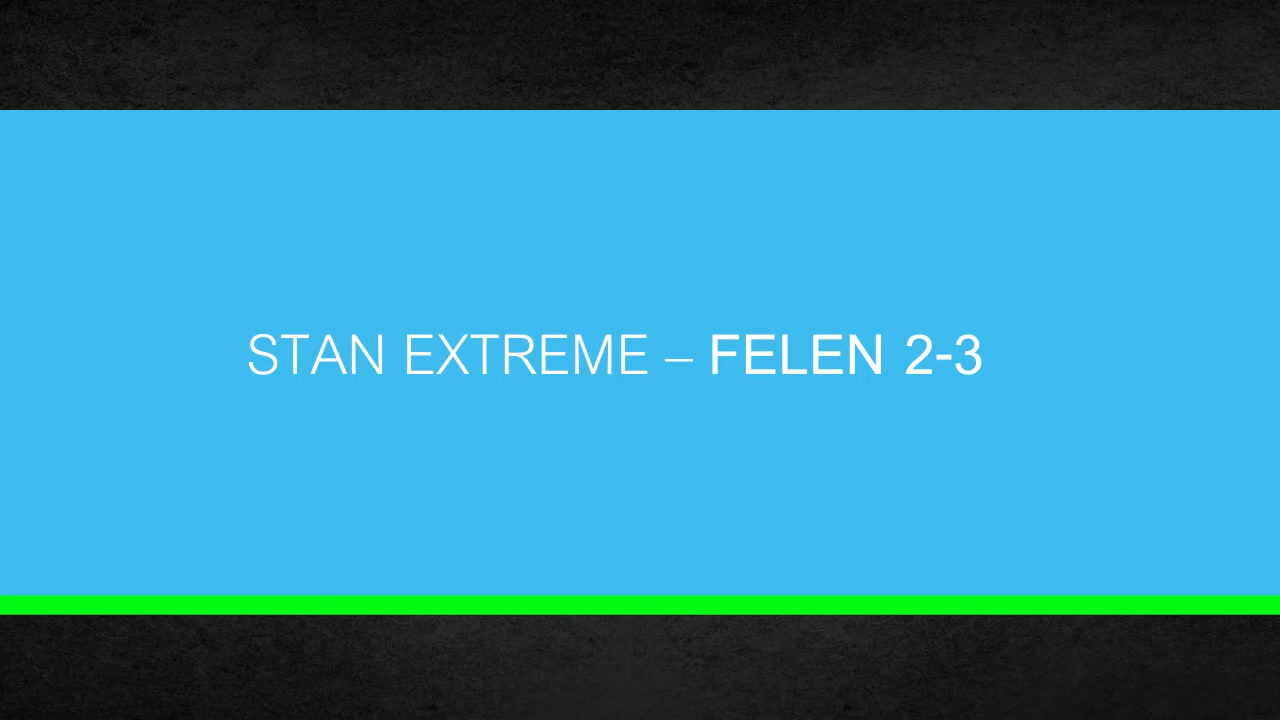 STAN EXTREME – FELEN 2-3